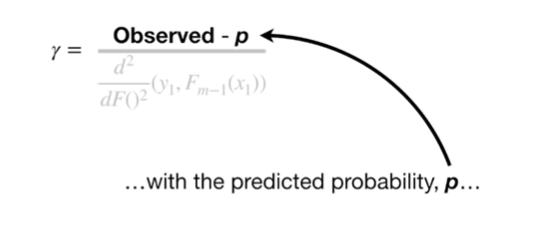 γ = Observed - p
d²
dF()² (y₁, Fₘ₋₁(x₁))
...with the predicted probability, p...